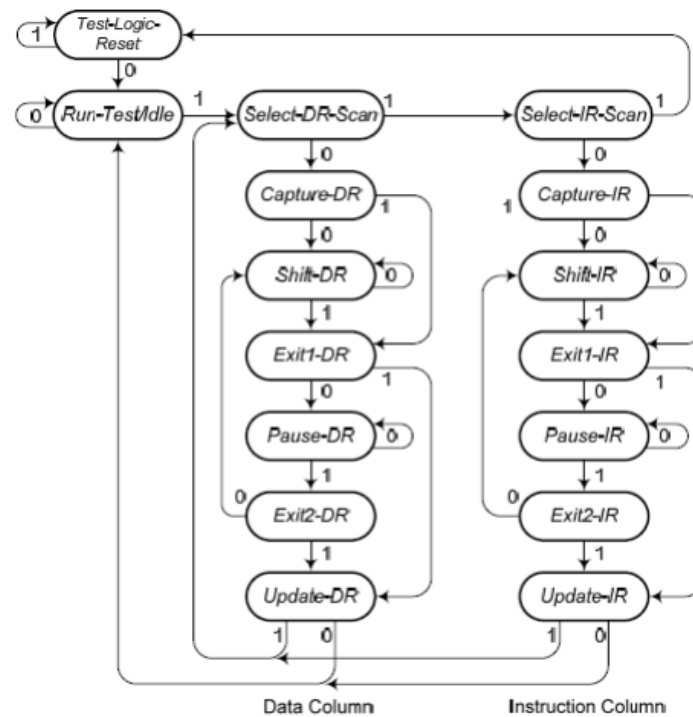 Test-Logic-
Reset
1
0
Run-Test/Idle
0
1
Select-DR-Scan
1
Select-IR-Scan
1
0
0
Capture-DR
1
1
Capture-IR
0
0
Shift-DR
0
Shift-IR
0
1
1
Exit1-DR
1
Exit1-IR
1
0
0
Pause-DR
0
Pause-IR
0
1
1
0
Exit2-DR
0
Exit2-IR
1
1
Update-DR
Update-IR
1 0
1 0
Data Column
Instruction Column